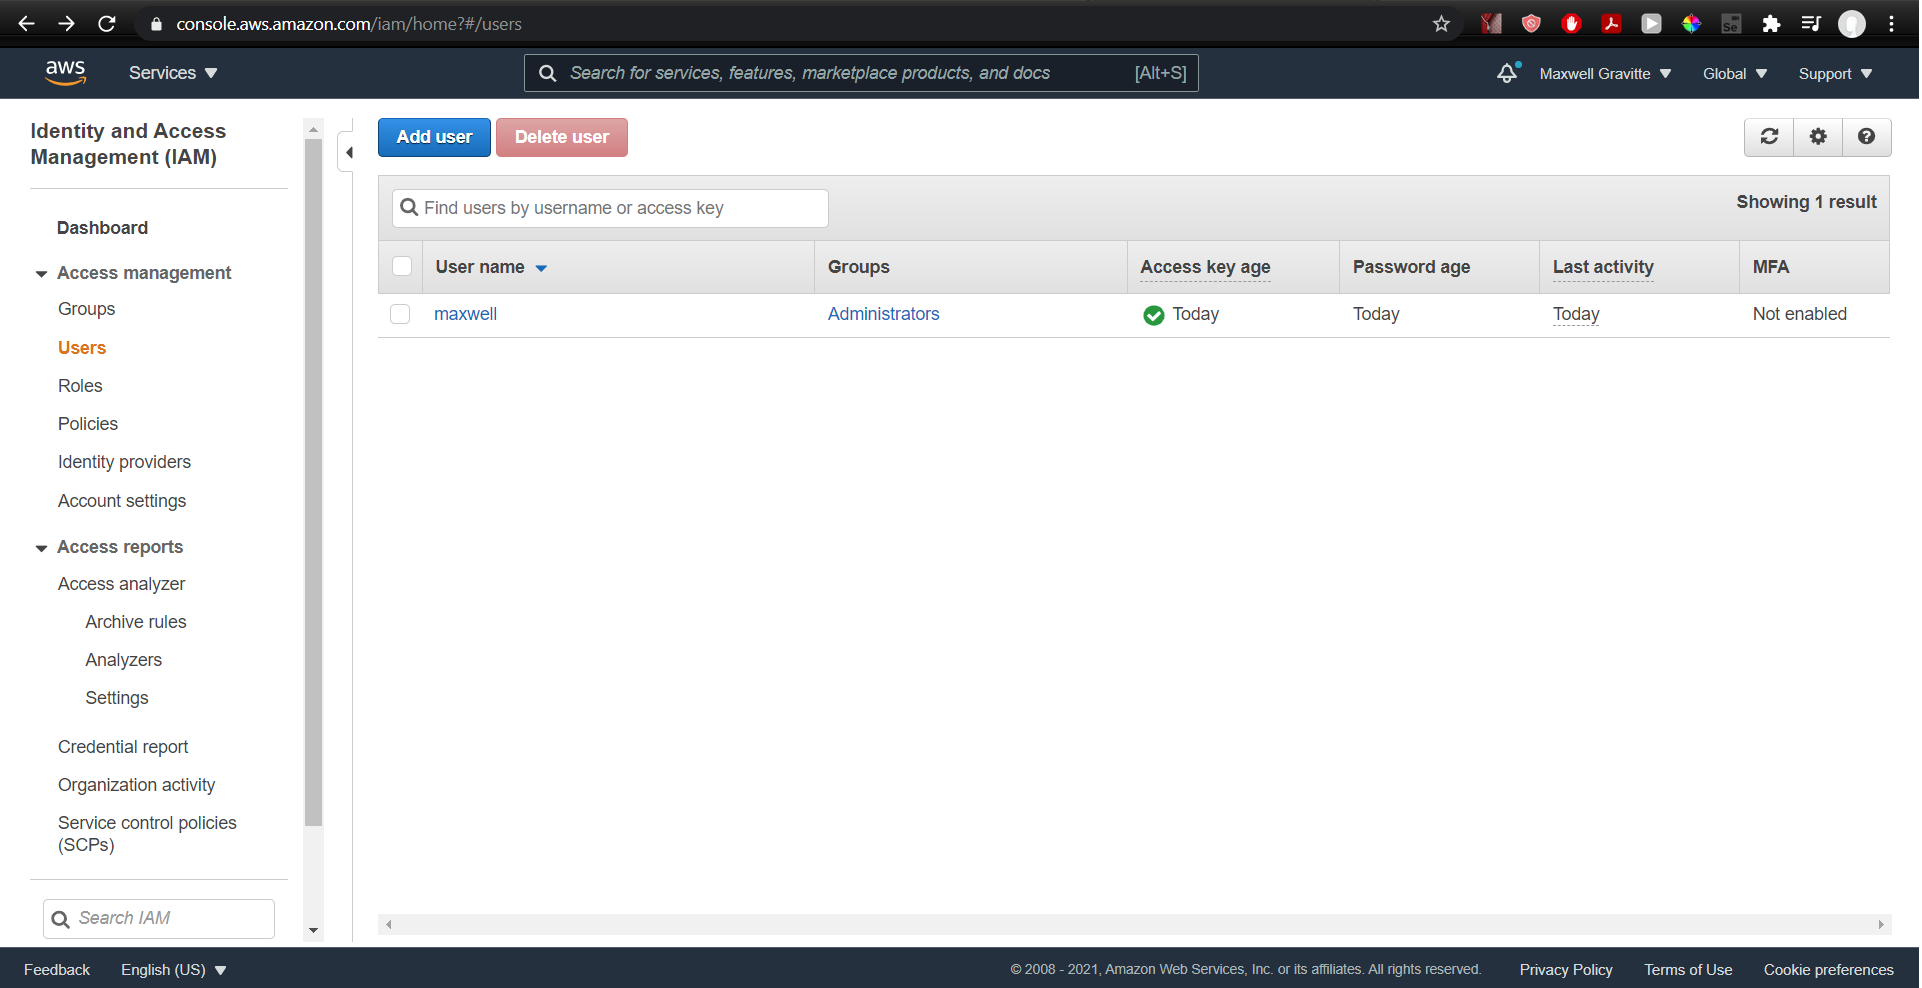 console.aws.amazon.com/iam/home?#/users
aws
Services
Search for services, features, marketplace products, and docs
[Alt+S]
Maxwell Gravitte
Global
Support
Identity and Access
Management (IAM)
Dashboard
Access management
Groups
Users
Roles
Policies
Identity providers
Account settings
Access reports
Access analyzer
Archive rules
Analyzers
Settings
Credential report
Organization activity
Service control policies
(SCPs)
Search IAM
Add user
Delete user
Find users by username or access key
Showing 1 result
User name
Groups
Access key age
Password age
Last activity
MFA
maxwell
Administrators
Today
Today
Today
Not enabled
Feedback
English (US)
© 2008 - 2021, Amazon Web Services, Inc. or its affiliates. All rights reserved.
Privacy Policy
Terms of Use
Cookie preferences